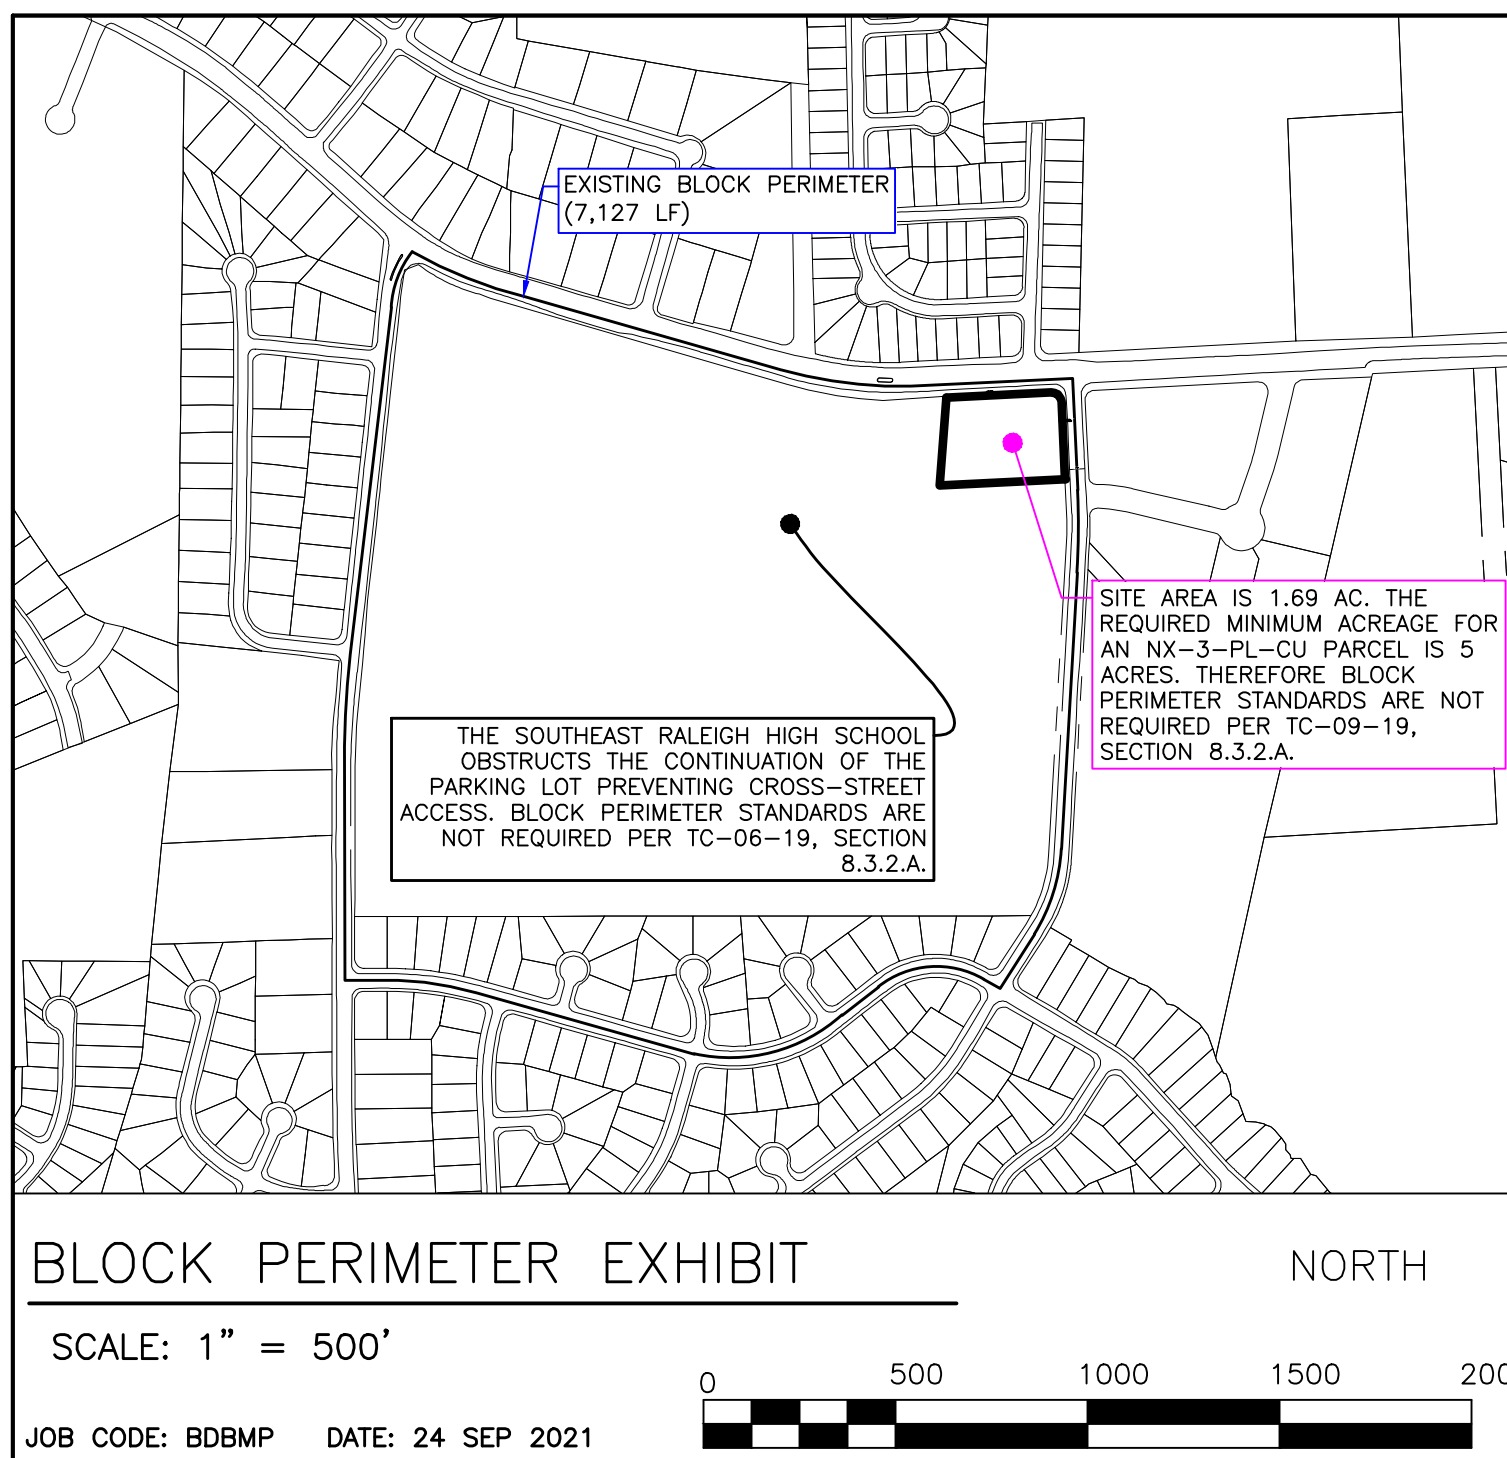 EXISTING BLOCK PERIMETER
(7,127 LF)
SITE AREA IS 1.69 AC. THE
REQUIRED MINIMUM ACREAGE FOR
AN NX-3-PL-CU PARCEL IS 5
ACRES. THEREFORE BLOCK
PERIMETER STANDARDS ARE NOT
REQUIRED PER TC-09-19,
SECTION 8.3.2.A.
THE SOUTHEAST RALEIGH HIGH SCHOOL
OBSTRUCTS THE CONTINUATION OF THE
PARKING LOT PREVENTING CROSS-STREET
ACCESS. BLOCK PERIMETER STANDARDS ARE
NOT REQUIRED PER TC-06-19, SECTION
8.3.2.A.
BLOCK PERIMETER EXHIBIT
NORTH
SCALE: 1" = 500'
0 500 1000 1500
JOB CODE: BDBMP DATE: 24 SEP 2021